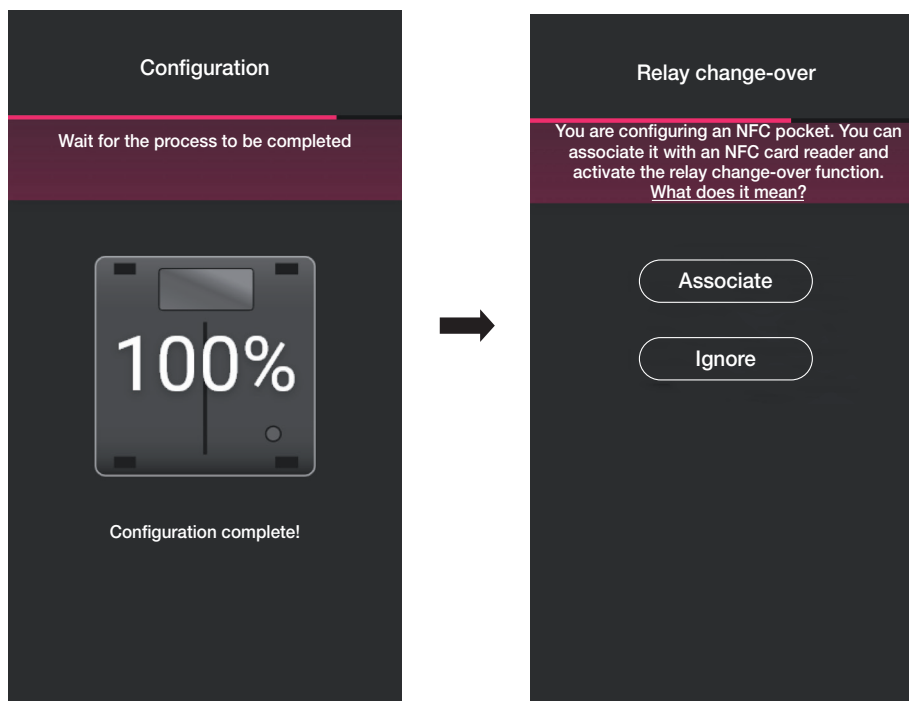 Configuration
Wait for the process to be completed
100%
Configuration complete!
Relay change-over
You are configuring an NFC pocket. You can
associate it with an NFC card reader and
activate the relay change-over function.
What does it mean?
Associate
Ignore